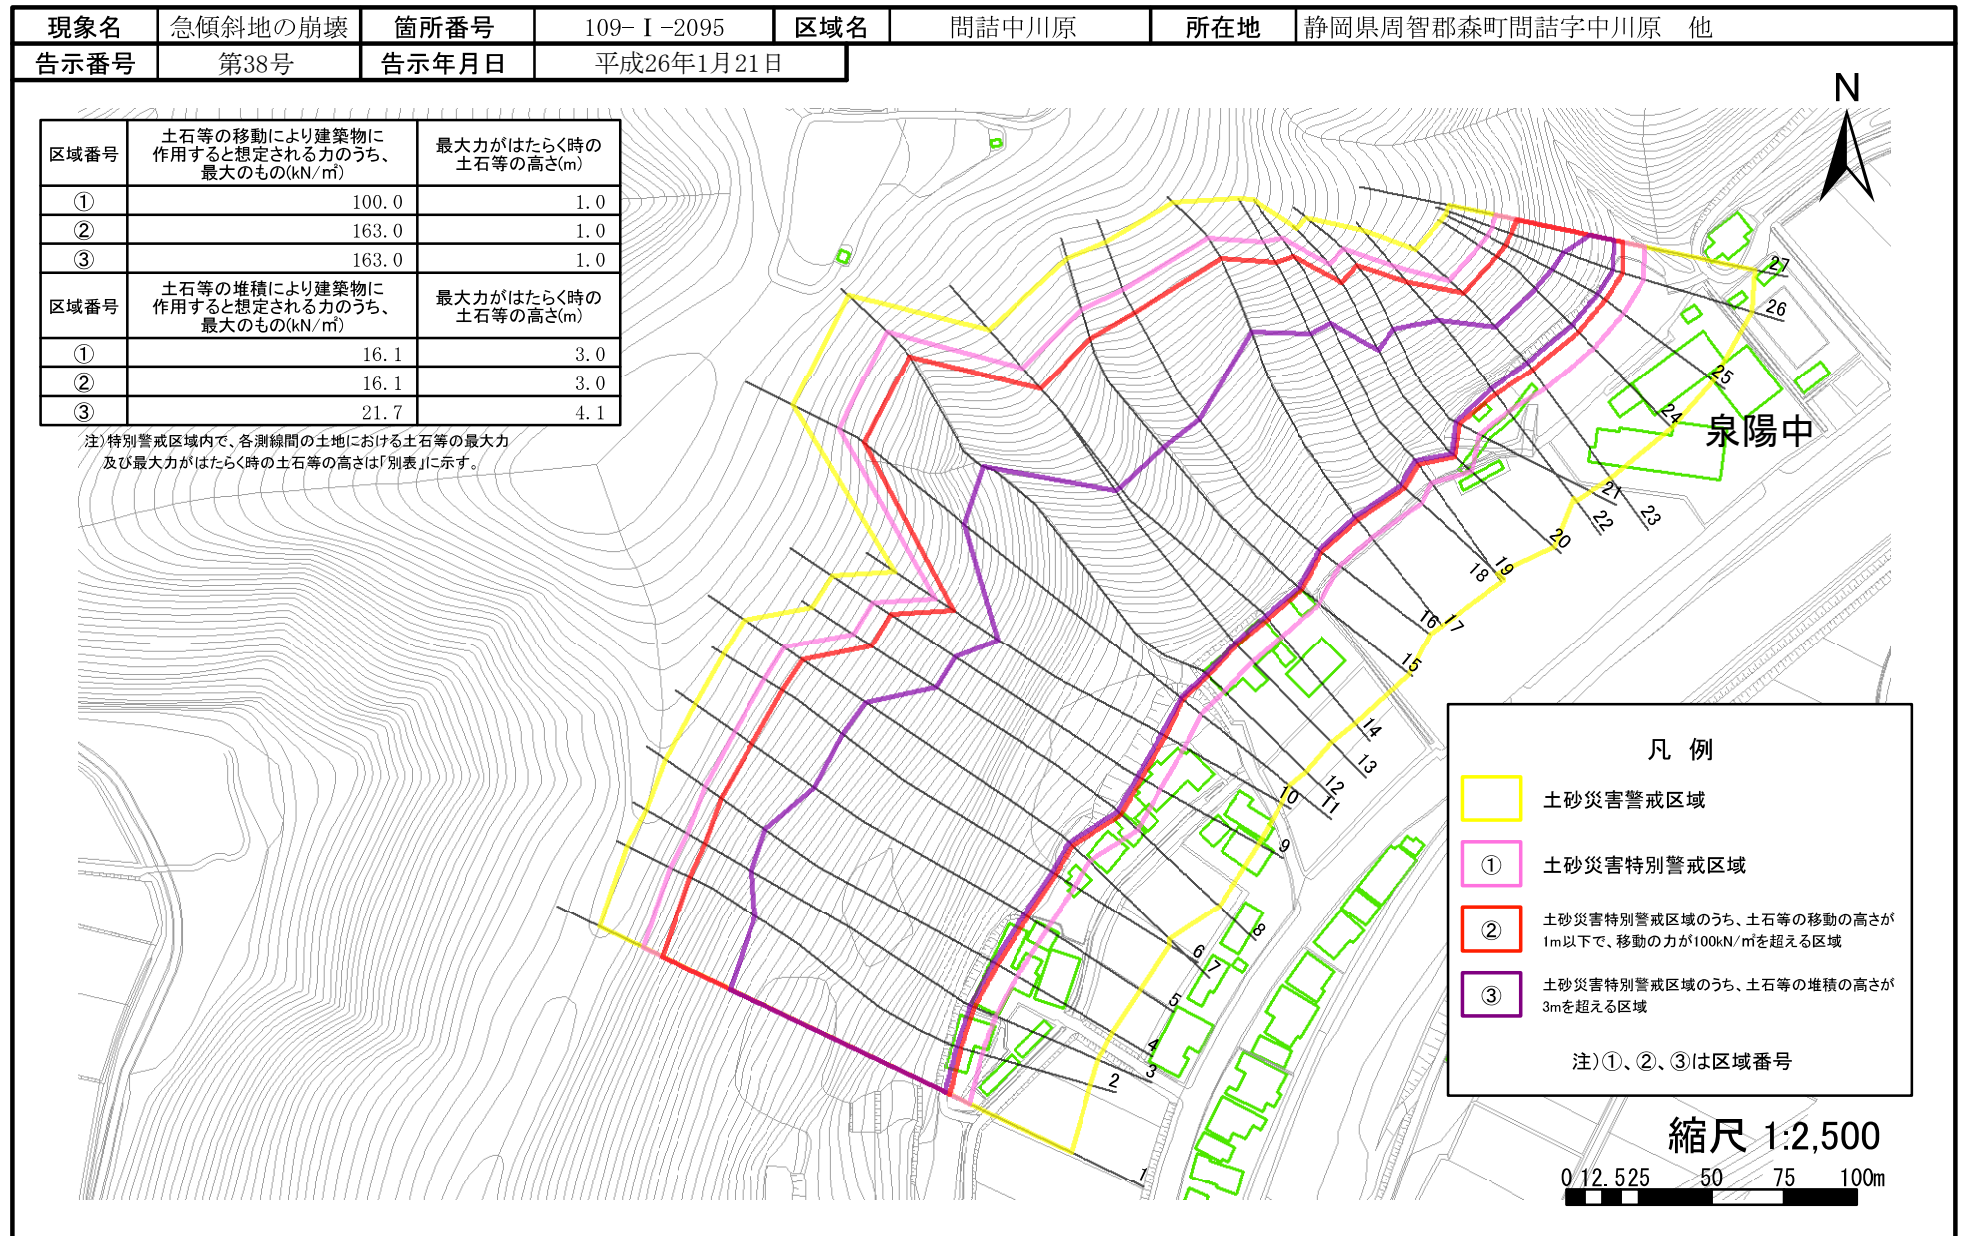 現象名 急傾斜地の崩壊 箇所番号 109-Ⅰ-2095 区域名 問詰中川原 所在地 静岡県周智郡森町問詰字中川原 他
告示番号 第38号 告示年月日 平成26年1月21日
N
区域番号 土石等の移動により建築物に作用すると想定される力のうち、最大のもの(kN/㎡) 最大力がはたらく時の土石等の高さ(m)
① 100.0 1.0
② 163.0 1.0
③ 163.0 1.0
区域番号 土石等の堆積により建築物に作用すると想定される力のうち、最大のもの(kN/㎡) 最大力がはたらく時の土石等の高さ(m)
① 16.1 3.0
② 16.1 3.0
③ 21.7 4.1
注)特別警戒区域内で、各測線間の土地における土石等の最大力
及び最大力がはたらく時の土石等の高さは「別表」に示す。
27
26
25
24
泉陽中
23
22
21
20
19
18
17
16
15
14
13
12
11
10
9
8
7
6
5
4
3
2
1
凡 例
土砂災害警戒区域
① 土砂災害特別警戒区域
② 土砂災害特別警戒区域のうち、土石等の移動の高さが
1m以下で、移動の力が100kN/㎡を超える区域
③ 土砂災害特別警戒区域のうち、土石等の堆積の高さが
3mを超える区域
注)①、②、③は区域番号
縮尺 1:2,500
0 12.5 25 50 75 100m